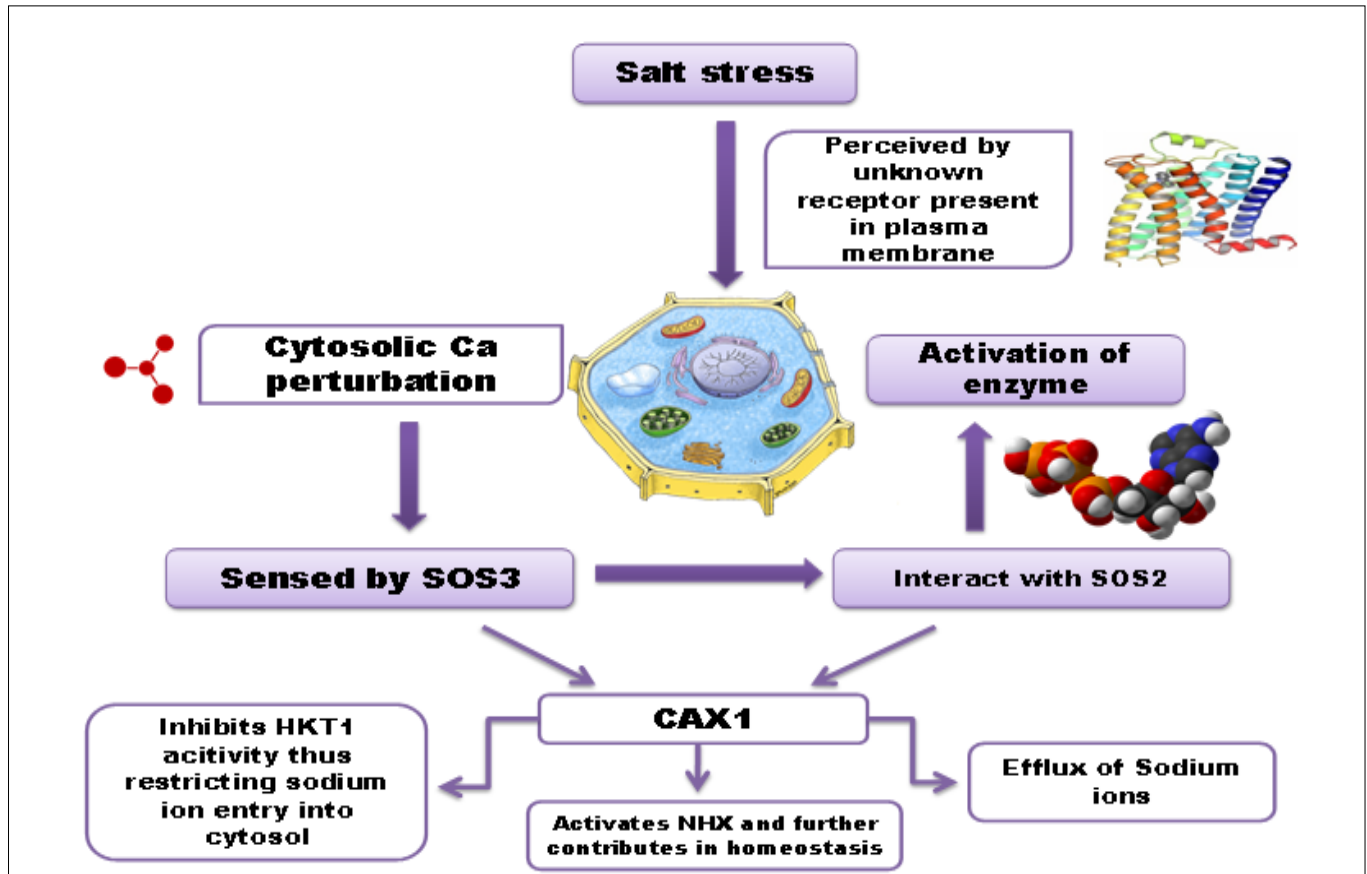 Salt stress
Perceived by
unknown
receptor present
in plasma
membrane
Cytosolic Ca
perturbation
Activation of
enzyme
Sensed by SOS3
Interact with SOS2
CAX1
Inhibits HKT1
acitivity thus
restricting sodium
ion entry into
cytosol
Activates NHX and further
contributes in homeostasis
Efflux of Sodium
ions